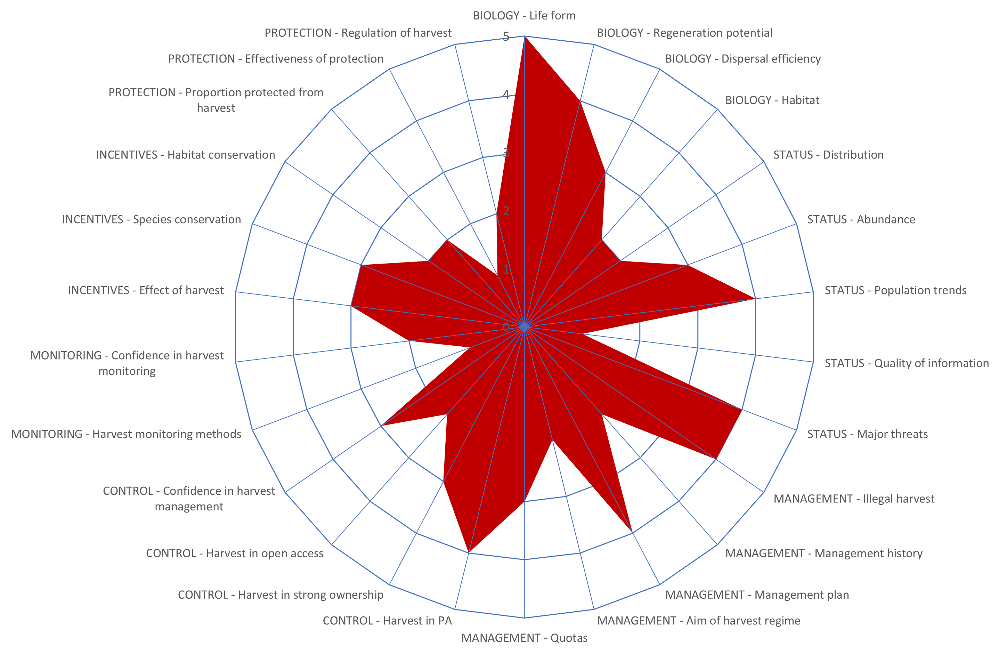 BIOLOGY - Life form
BIOLOGY - Regeneration potential
BIOLOGY - Dispersal efficiency
BIOLOGY - Habitat
STATUS - Distribution
STATUS - Abundance
STATUS - Population trends
STATUS - Quality of information
STATUS - Major threats
MANAGEMENT - Illegal harvest
MANAGEMENT - Management history
MANAGEMENT - Management plan
MANAGEMENT - Aim of harvest regime
MANAGEMENT - Quotas
CONTROL - Harvest in PA
CONTROL - Harvest in strong ownership
CONTROL - Harvest in open access
CONTROL - Confidence in harvest
management
MONITORING - Harvest monitoring methods
MONITORING - Confidence in harvest
monitoring
INCENTIVES - Effect of harvest
INCENTIVES - Species conservation
INCENTIVES - Habitat conservation
PROTECTION - Proportion protected from
harvest
PROTECTION - Effectiveness of protection
PROTECTION - Regulation of harvest
5
4
3
2
1
0